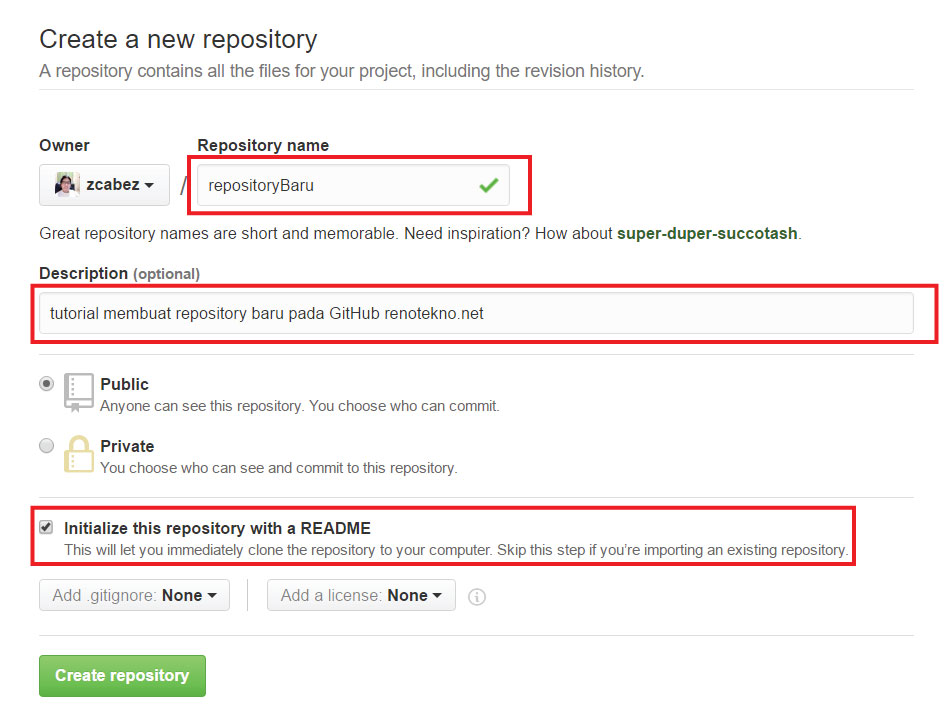 Create a new repository
A repository contains all the files for your project, including the revision history.
Owner
Repository name
zcabez
/
repositoryBaru
Great repository names are short and memorable. Need inspiration? How about super-duper-succotash.
Description (optional)
tutorial membuat repository baru pada GitHub renotekno.net
Public
Anyone can see this repository. You choose who can commit.
Private
You choose who can see and commit to this repository.
Initialize this repository with a README
This will let you immediately clone the repository to your computer. Skip this step if you’re importing an existing repository.
Add .gitignore: None
Add a license: None
Create repository